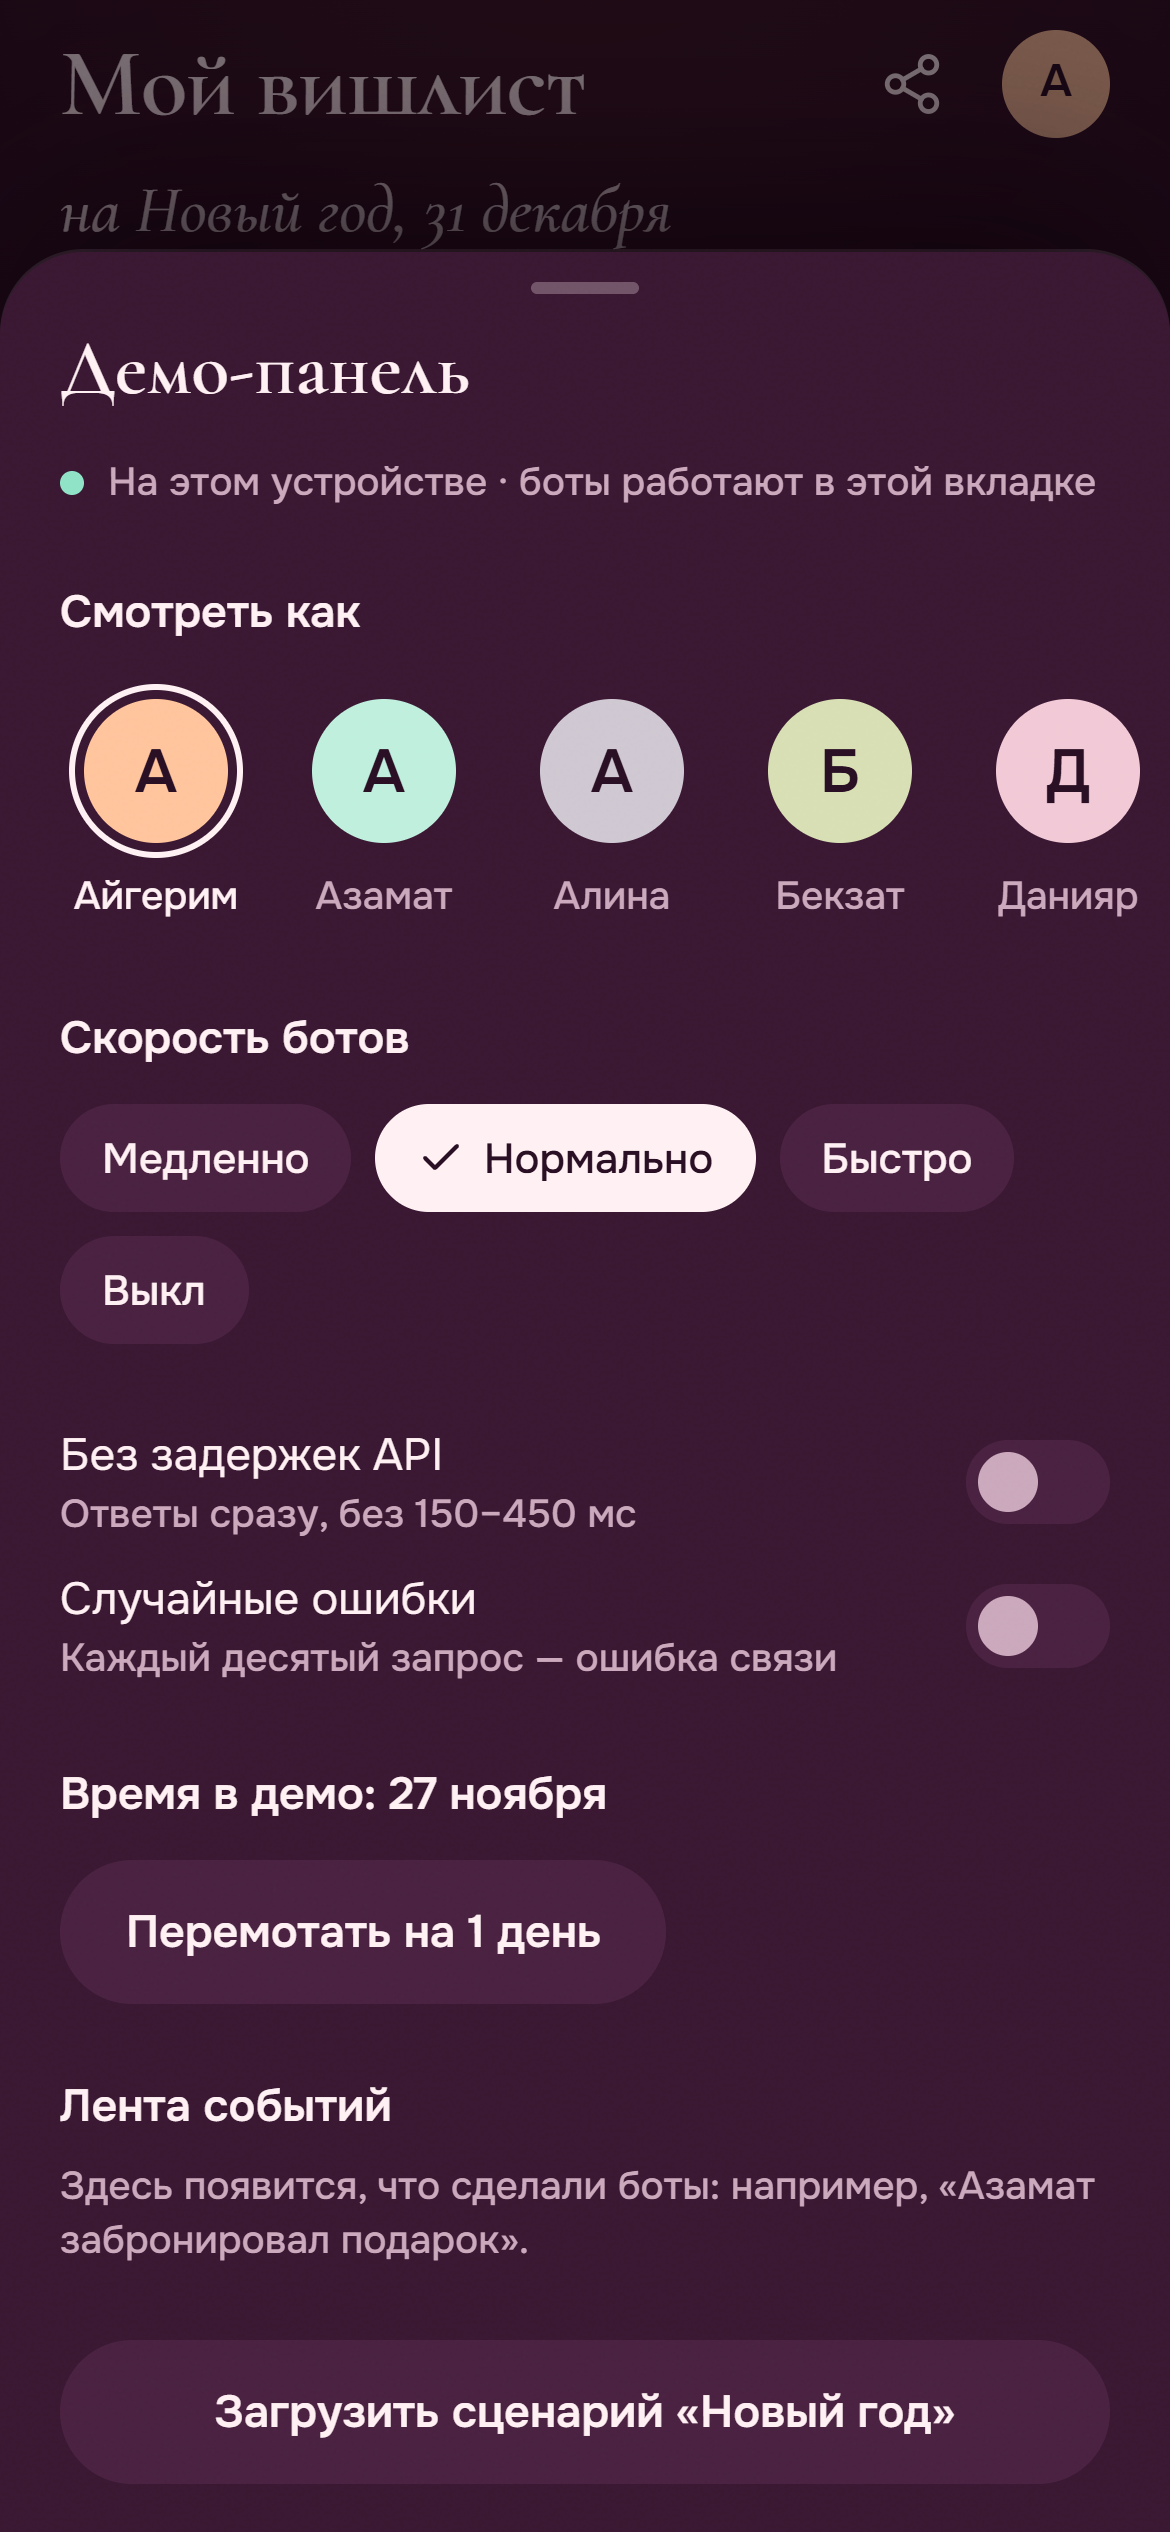 Мой вишлист
А
на Новый год, 31 декабря
Демо-панель
На этом устройстве · боты работают в этой вкладке
Смотреть как
А А А Б Д
Айгерим Азамат Алина Бекзат Данияр
Скорость ботов
Медленно Нормально Быстро
Выкл
Без задержек API
Ответы сразу, без 150–450 мс
Случайные ошибки
Каждый десятый запрос — ошибка связи
Время в демо: 27 ноября
Перемотать на 1 день
Лента событий
Здесь появится, что сделали боты: например, «Азамат
забронировал подарок».
Загрузить сценарий «Новый год»